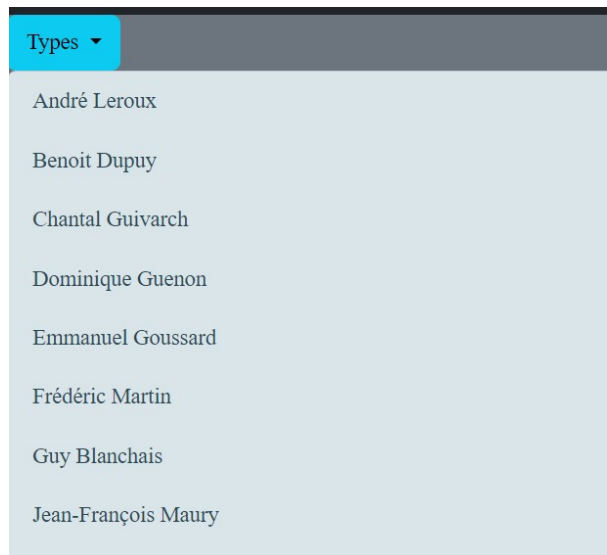 Types
André Leroux
Benoit Dupuy
Chantal Guivarch
Dominique Guenon
Emmanuel Goussard
Frédéric Martin
Guy Blanchais
Jean-François Maury